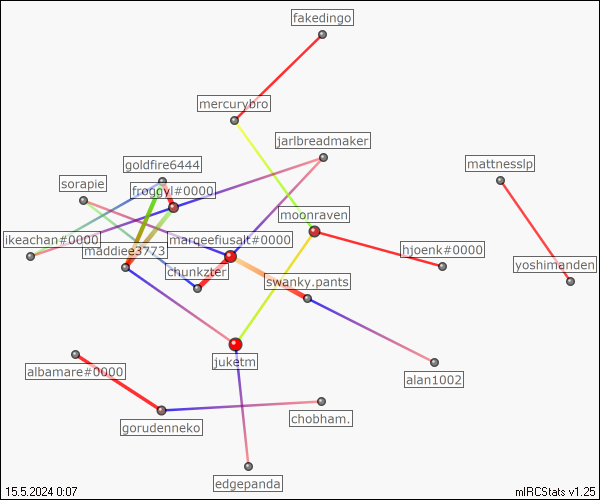 fakedingo
mercurybro
jarlbreadmaker
goldfire6444
mattnesslp
sorapie
froggyl#0000
moonraven
ikeachan#0000
marqeefiusalt#0000
maddiee3773
hjoenk#0000
yoshimanden
chunkzter
swanky.pants
juketm
albamare#0000
alan1002
chobham.
gorudenneko
edgepanda
15.5.2024 0:07
mIRCStats v1.25